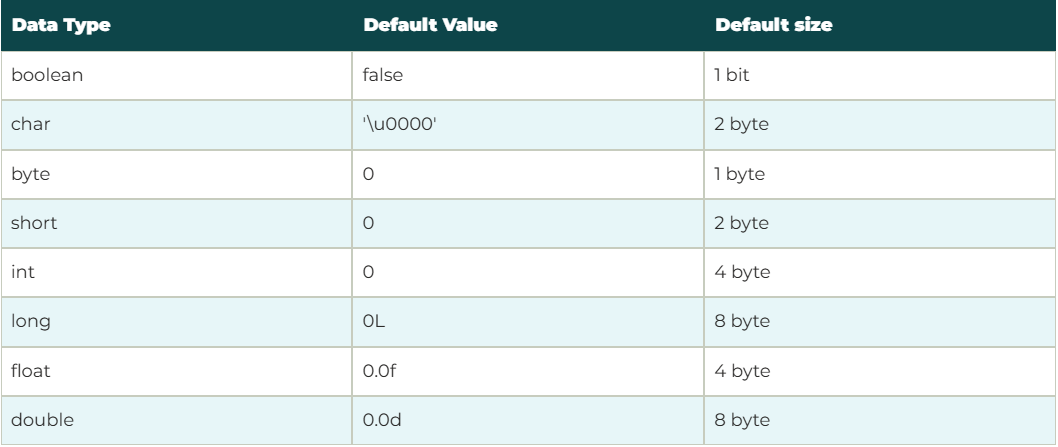 Data Type Default Value Default size
boolean false 1 bit
char '\u0000' 2 byte
byte 0 1 byte
short 0 2 byte
int 0 4 byte
long 0L 8 byte
float 0.0f 4 byte
double 0.0d 8 byte